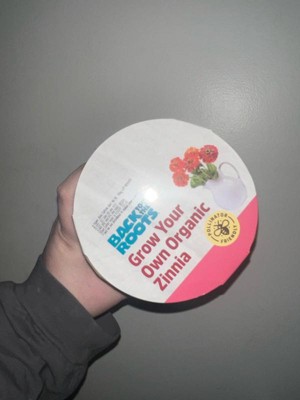 BACK
TO THE
ROOTS
Grow Your
Own Organic
Zinnia
POLLINATOR
FRIENDLY